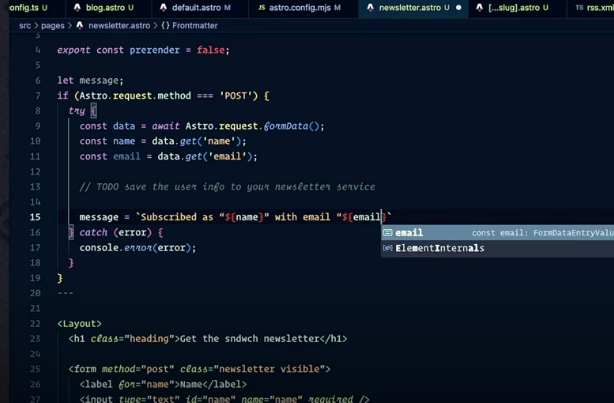 onfig.ts U blog.astro U default.astro M JS astro.config.mjs M newsletter.astro U [...slug].astro U TS rss.xml
src > pages > newsletter.astro > {} Frontmatter
3
4 export const prerender = false;
5
6 let message;
7 if (Astro.request.method === 'POST') {
8 try {
9 const data = await Astro.request.formData();
10 const name = data.get('name');
11 const email = data.get('email');
12
13 // TODO save the user info to your newsletter service
14
15 message = `Subscribed as “${name}” with email “${email}`
16 } catch (error) {
email const email: FormDataEntryValu
17 console.error(error);
ElementInternals
18 }
19 }
20 ---
21
22 <Layout>
23 <h1 class="heading">Get the sndwch newsletter</h1>
24
25 <form method="post" class="newsletter visible">
26 <label for="name">Name</label>
27 <input type="text" id="name" name="name" required />